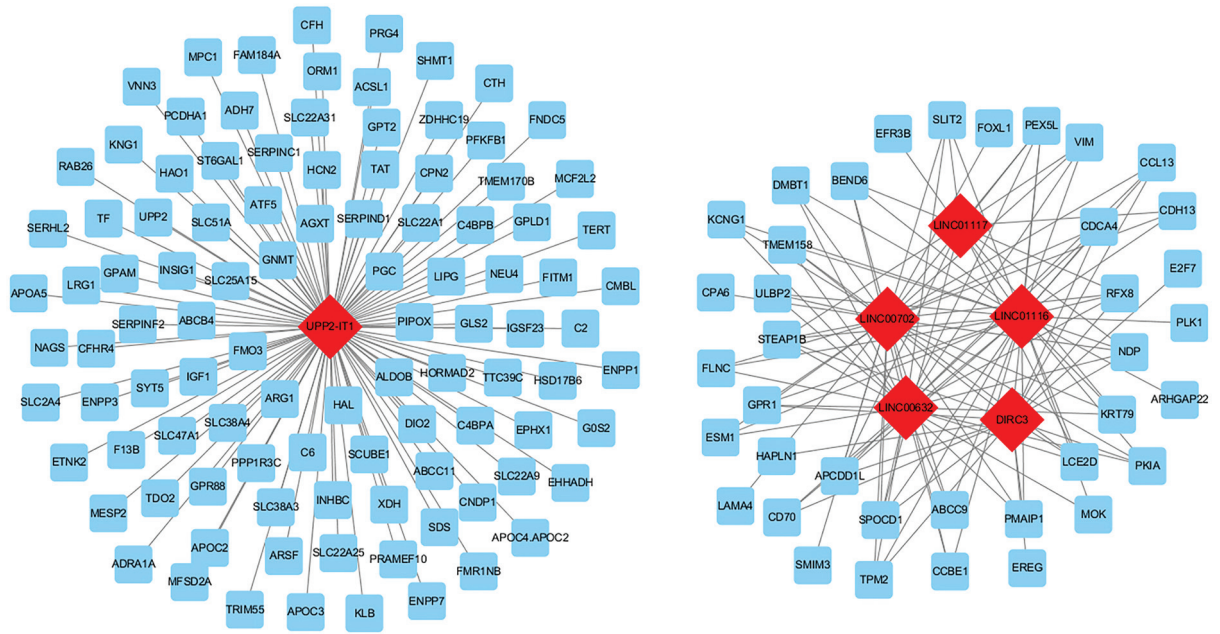 CFH
PRG4
MPC1
FAM184A
SHMT1
ORM1
VNN3
ACSL1
CTH
PCDHA1
ADH7
SLC22A31
GPT2
ZDHHC19
FNDC5
KNG1
ST6GAL1
SERPINC1
PFKFB1
RAB26
HAO1
HCN2
TAT
CPN2
TMEM170B
MCF2L2
TF
UPP2
SLC51A
ATF5
AGXT
SERPIND1
SLC22A1
C4BPB
GPLD1
SERHL2
TERT
GNMT
PGC
LIPG
NEU4
FITM1
APOA5
LRG1
GPAM
INSIG1
SLC25A15
CMBL
SERPINF2
ABCB4
UPP2-IT1
PIPOX
GLS2
IGSF23
C2
NAGS
CFHR4
FMO3
ENPP1
SLC2A4
ENPP3
SYT5
IGF1
ALDOB
HORMAD2
TTC39C
HSD17B6
ARG1
HAL
G0S2
ETNK2
F13B
SLC47A1
SLC38A4
DIO2
C4BPA
EPHX1
PPP1R3C
C6
SCUBE1
ABCC11
SLC22A9
EHHADH
MESP2
TDO2
GPR88
SLC38A3
INHBC
XDH
CNDP1
SDS
APOC4.APOC2
ADRA1A
APOC2
ARSF
SLC22A25
PRAMEF10
FMR1NB
MFSD2A
TRIM55
APOC3
KLB
ENPP7
SLIT2
EFR3B
FOXL1
PEX5L
VIM
CCL13
DMBT1
BEND6
KCNG1
TMEM158
LINC01117
CDCA4
CDH13
E2F7
CPA6
ULBP2
RFX8
LINC00702
LINC01116
PLK1
STEAP1B
NDP
FLNC
GPR1
LINC00632
DIRC3
KRT79
ARHGAP22
ESM1
HAPLN1
APCDD1L
LCE2D
PKIA
LAMA4
CD70
SPOCD1
ABCC9
PMAIP1
MOK
SMIM3
TPM2
CCBE1
EREG